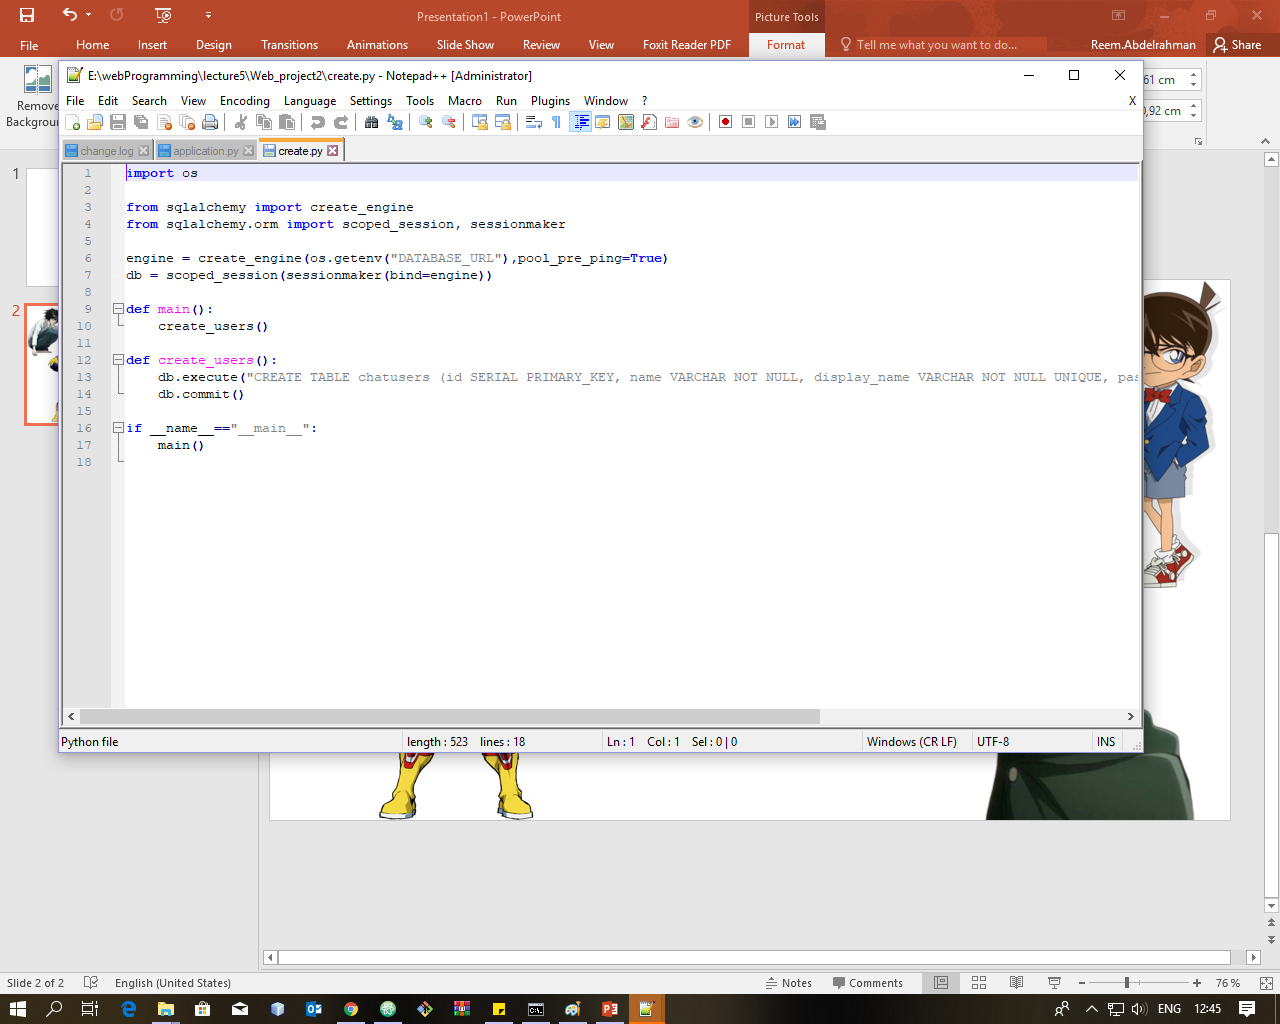 Presentation1 - PowerPoint
Picture Tools
File Home Insert Design Transitions Animations Slide Show Review View Foxit Reader PDF Format Tell me what you want to do... Reem.Abdelrahman Share
Remove
61 cm
,92 cm
E:\webProgramming\lecture5\Web_project2\create.py - Notepad++ [Administrator]
File Edit Search View Encoding Language Settings Tools Macro Run Plugins Window ? X
change.log application.py create.py
1 import os
2
3 from sqlalchemy import create_engine
4 from sqlalchemy.orm import scoped_session, sessionmaker
5
6 engine = create_engine(os.getenv("DATABASE_URL"),pool_pre_ping=True)
7 db = scoped_session(sessionmaker(bind=engine))
8
9 def main():
10 create_users()
11
12 def create_users():
13 db.execute("CREATE TABLE chatusers (id SERIAL PRIMARY_KEY, name VARCHAR NOT NULL, display_name VARCHAR NOT NULL UNIQUE, pas
14 db.commit()
15
16 if __name__=="__main__":
17 main()
18
Python file length : 523 lines : 18 Ln : 1 Col : 1 Sel : 0 | 0 Windows (CR LF) UTF-8 INS
1
2
Slide 2 of 2 English (United States) Notes Comments 76 %
ENG 12:45